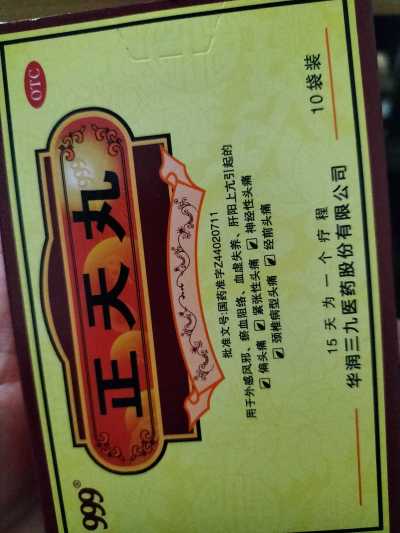 999®
OTC
正天丸
999
批准文号:国药准字Z44020711
用于外感风邪、瘀血阻络、血虚失养、肝阳上亢引起的
☑偏头痛 ☑紧张性头痛 ☑神经性头痛
☑颈椎病型头痛 ☑经前头痛
15天为一个疗程
10袋装
华润三九医药股份有限公司